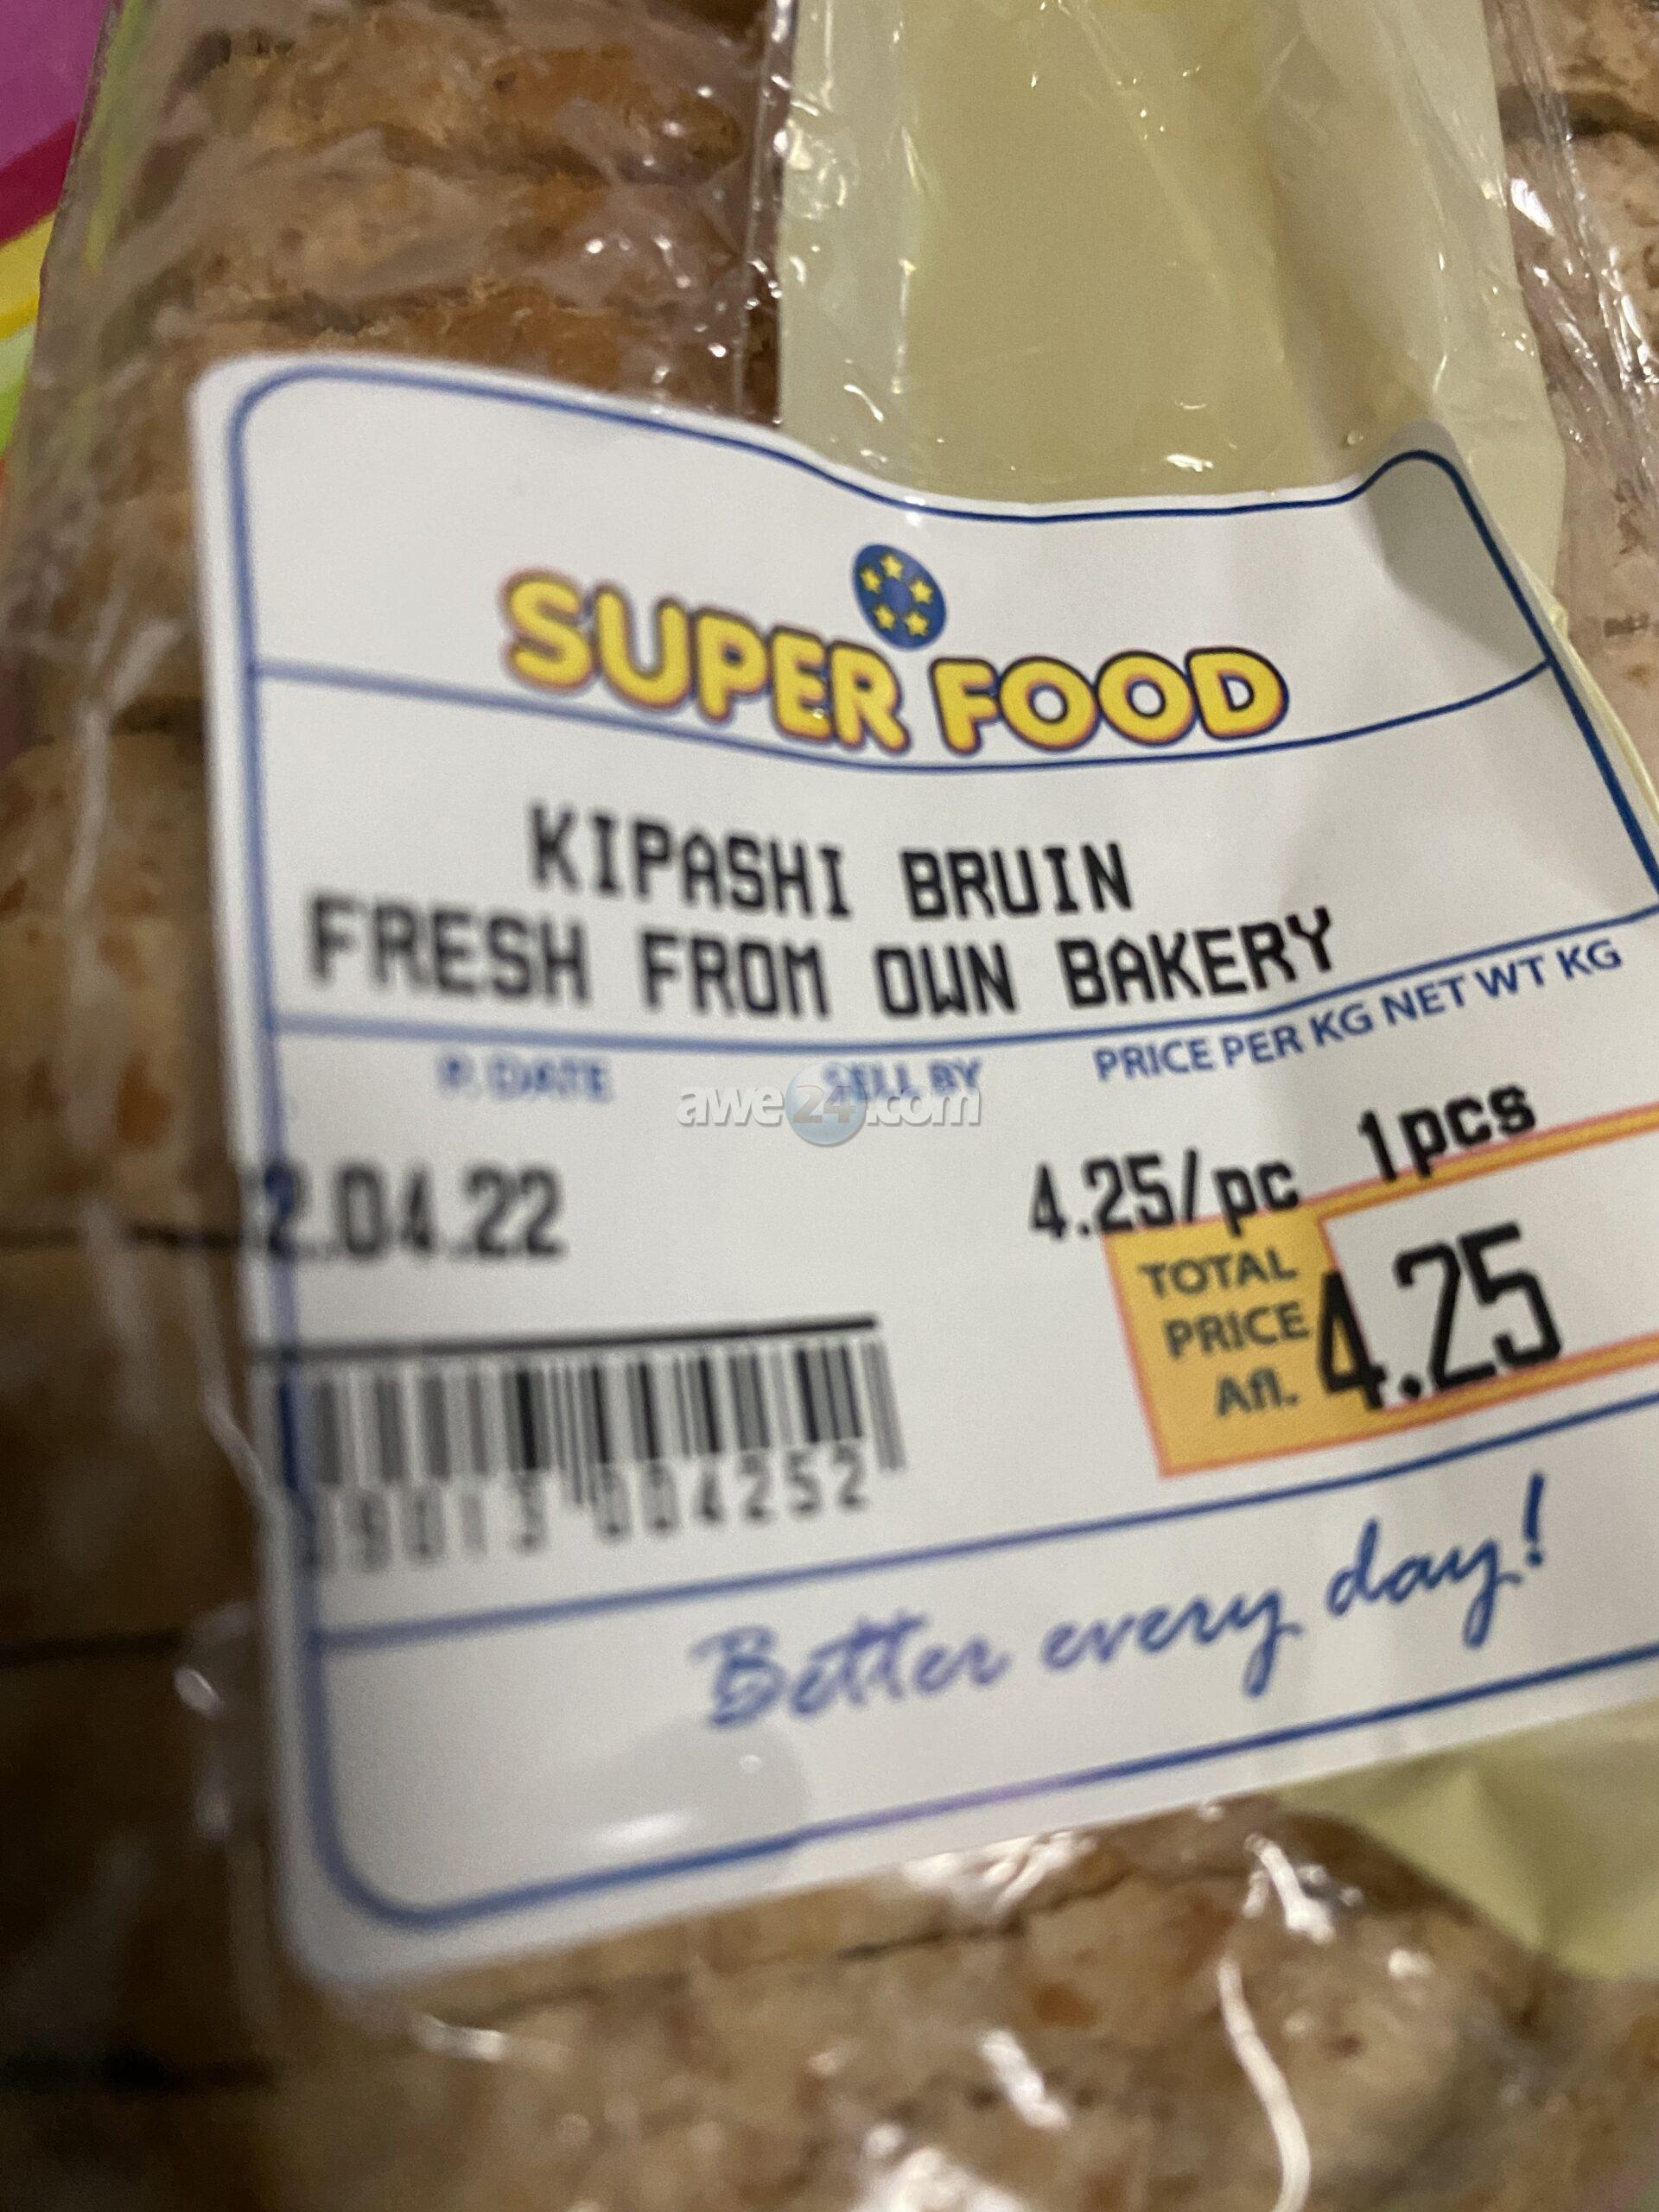 SUPER FOOD
KIPASHI BRUIN
FRESH FROM OWN BAKERY
P. DATE SELL BY PRICE PER KG NET WT KG
awe24.com
2.04.22 4.25/pc 1pcs
TOTAL
PRICE
Afl. 4.25
004252
Better every day!